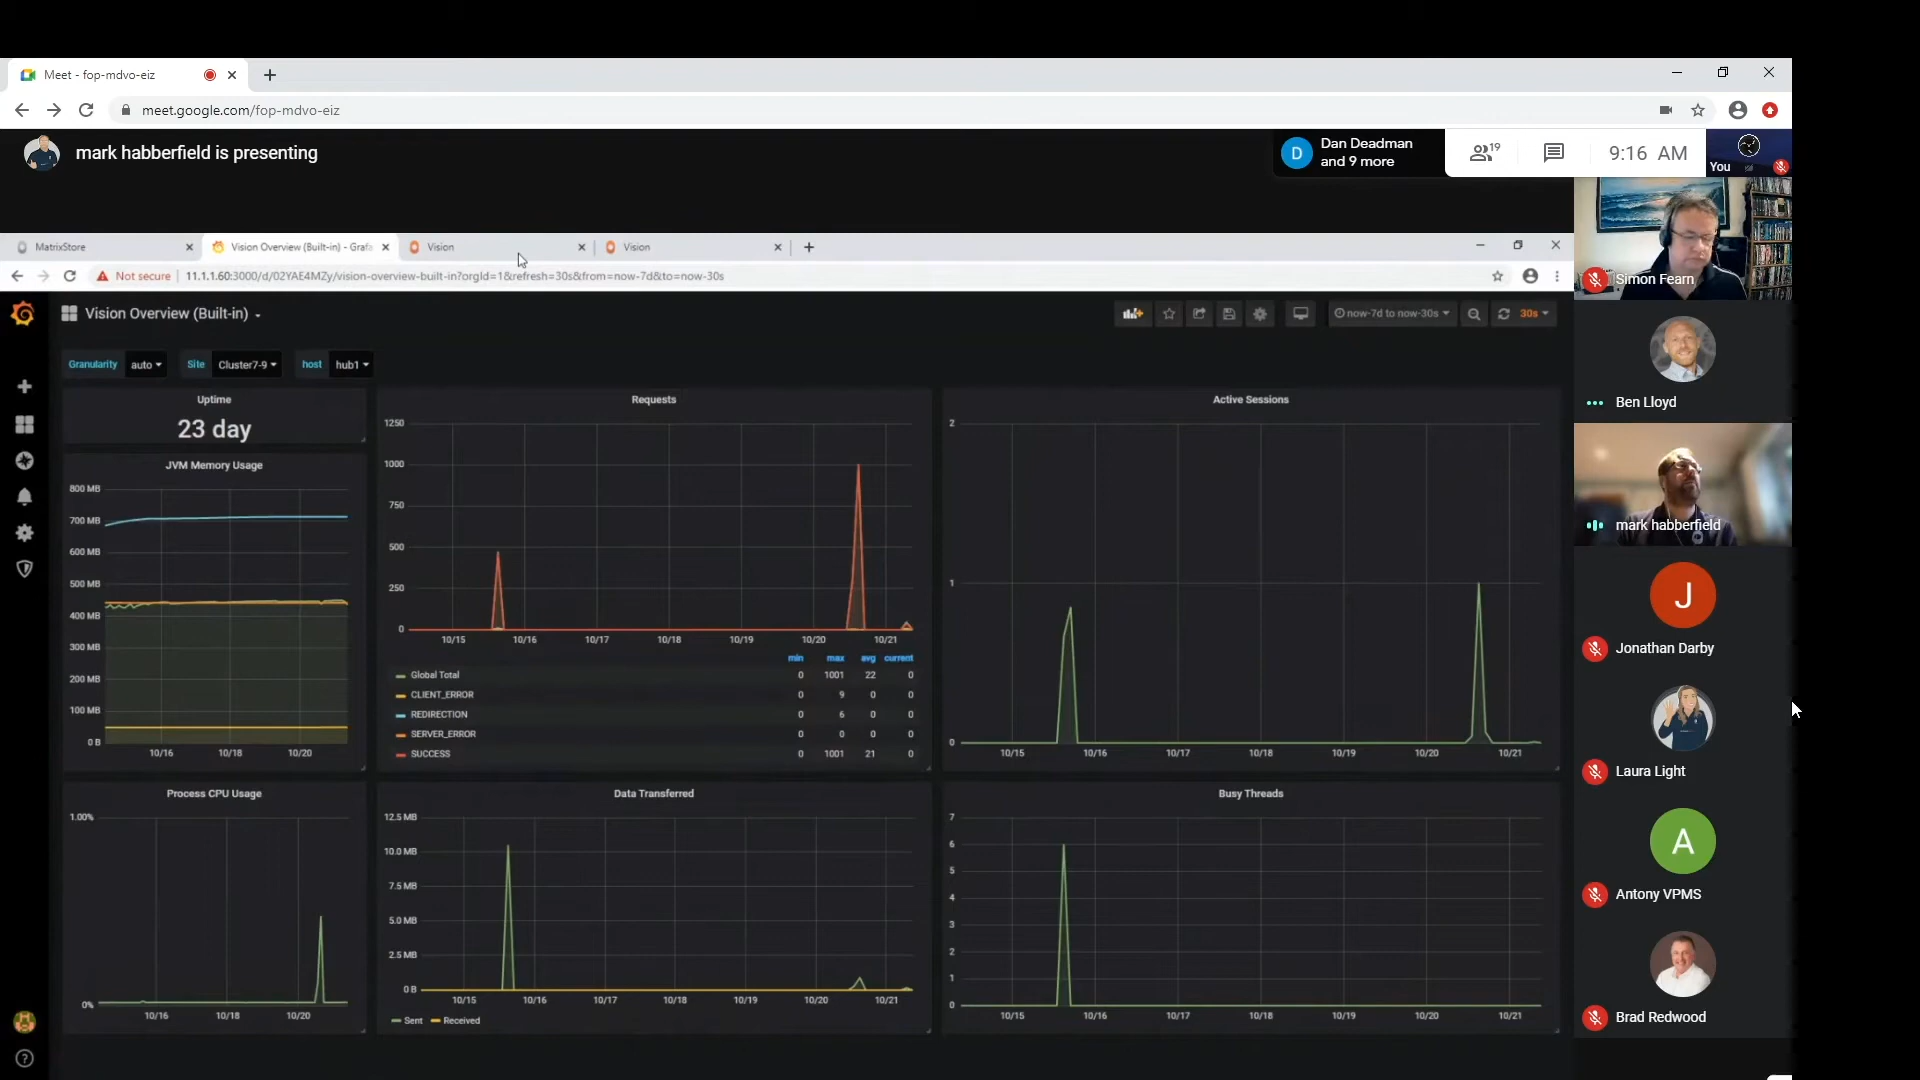 Meet - fop-mdvo-eiz
meet.google.com/fop-mdvo-eiz
mark habberfield is presenting
D
Dan Deadman
and 9 more
19
9:16 AM
You
MatrixStore
Vision Overview (Built-in) - Grafa
Vision
Vision
Not secure
11.1.1.60:3000/d/02YAE4MZy/vision-overview-built-in?orgId=1&refresh=30s&from=now-7d&to=now-30s
Vision Overview (Built-in)
now-7d to now-30s
30s
Granularity auto Site Cluster7-9 host hub1
Uptime
23 day
JVM Memory Usage
800 MB
700 MB
600 MB
500 MB
400 MB
300 MB
200 MB
100 MB
0 B
10/16 10/18 10/20
Requests
1250
1000
750
500
250
0
10/15 10/16 10/17 10/18 10/19 10/20 10/21
min max avg current
Global Total 0 1001 22 0
CLIENT_ERROR 0 9 0 0
REDIRECTION 0 6 0 0
SERVER_ERROR 0 0 0 0
SUCCESS 0 1001 21 0
Active Sessions
2
1
0
10/15 10/16 10/17 10/18 10/19 10/20 10/21
Process CPU Usage
1.00%
0%
10/16 10/18 10/20
Data Transferred
12.5 MB
10.0 MB
7.5 MB
5.0 MB
2.5 MB
0 B
10/15 10/16 10/17 10/18 10/19 10/20 10/21
Sent Received
Busy Threads
7
6
5
4
3
2
1
0
10/15 10/16 10/17 10/18 10/19 10/20 10/21
Simon Fearn
Ben Lloyd
mark habberfield
J
Jonathan Darby
Laura Light
A
Antony VPMS
Brad Redwood